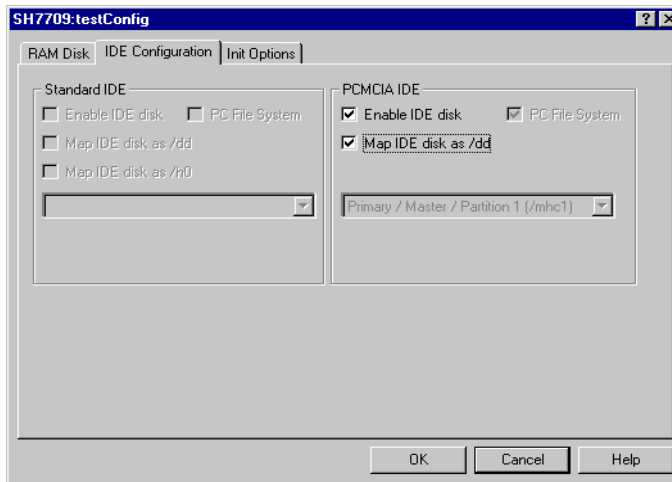 SH7709:testConfig
RAM Disk IDE Configuration Init Options
Standard IDE
Enable IDE disk PC File System
Map IDE disk as /dd
Map IDE disk as /h0
PCMCIA IDE
Enable IDE disk PC File System
Map IDE disk as /dd
Primary / Master / Partition 1 (/mhc1)
OK Cancel Help